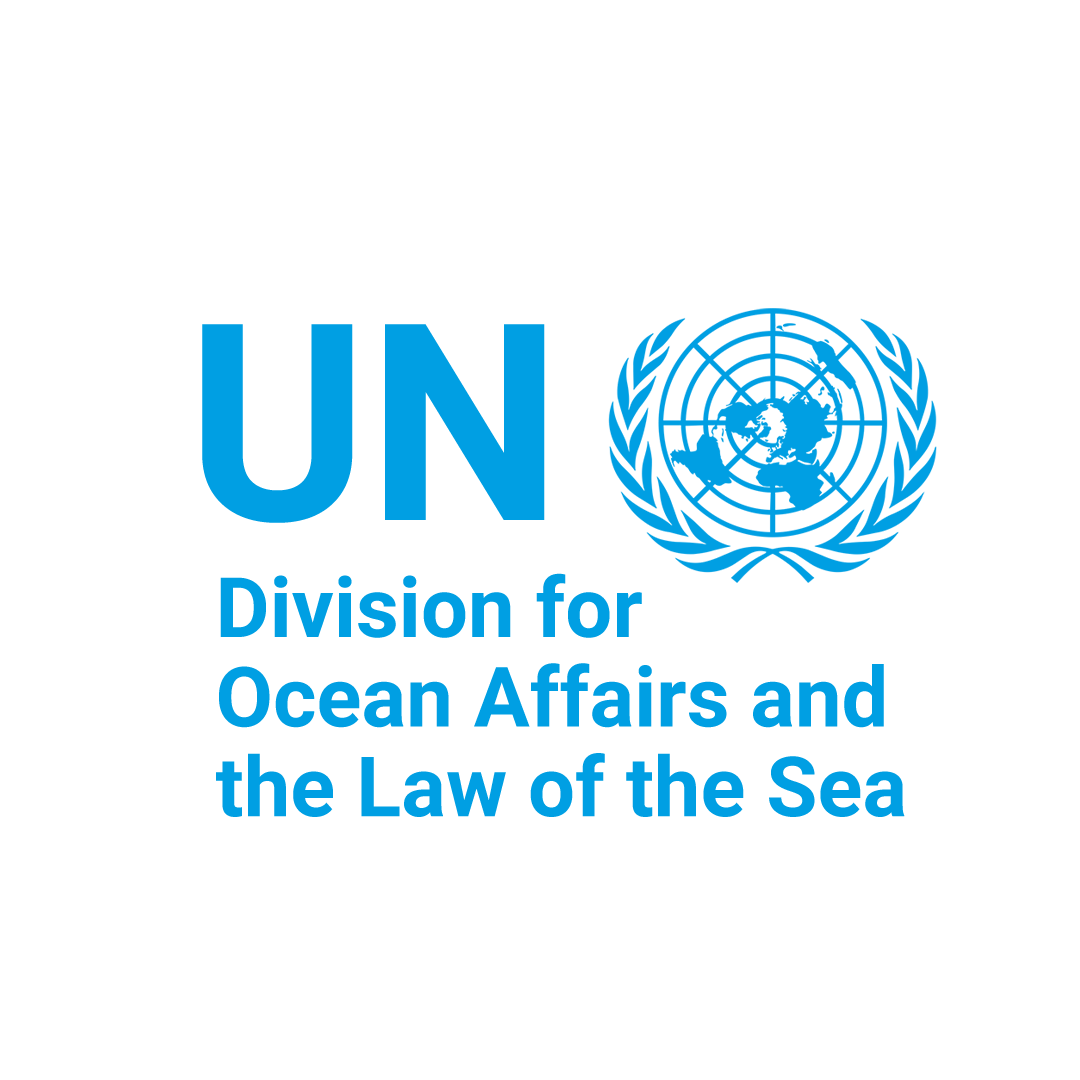 UN
Division for
Ocean Affairs and
the Law of the Sea